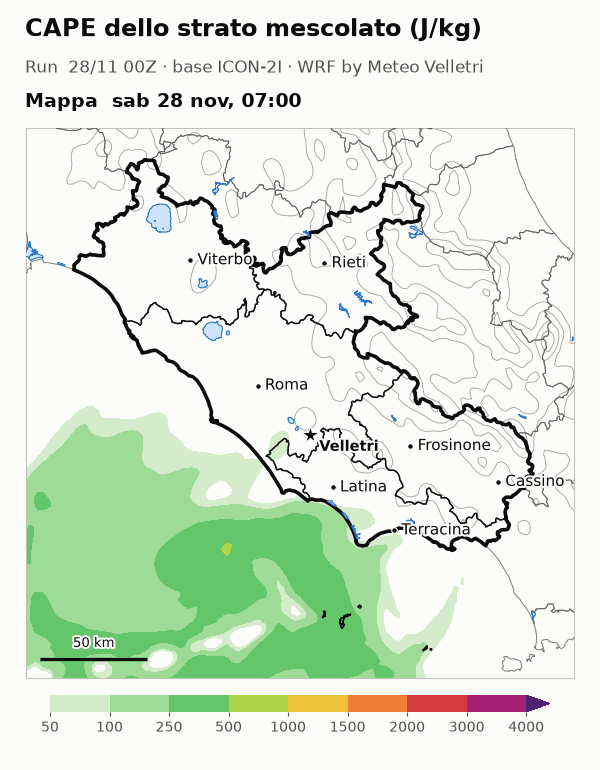 CAPE dello strato mescolato (J/kg)
Run  28/11 00Z · base ICON-2I · WRF by Meteo Velletri
Mappa  sab 28 nov, 07:00
Viterbo
Rieti
Roma
Velletri
Frosinone
Cassino
Latina
Terracina
50 km
50 100 250 500 1000 1500 2000 3000 4000